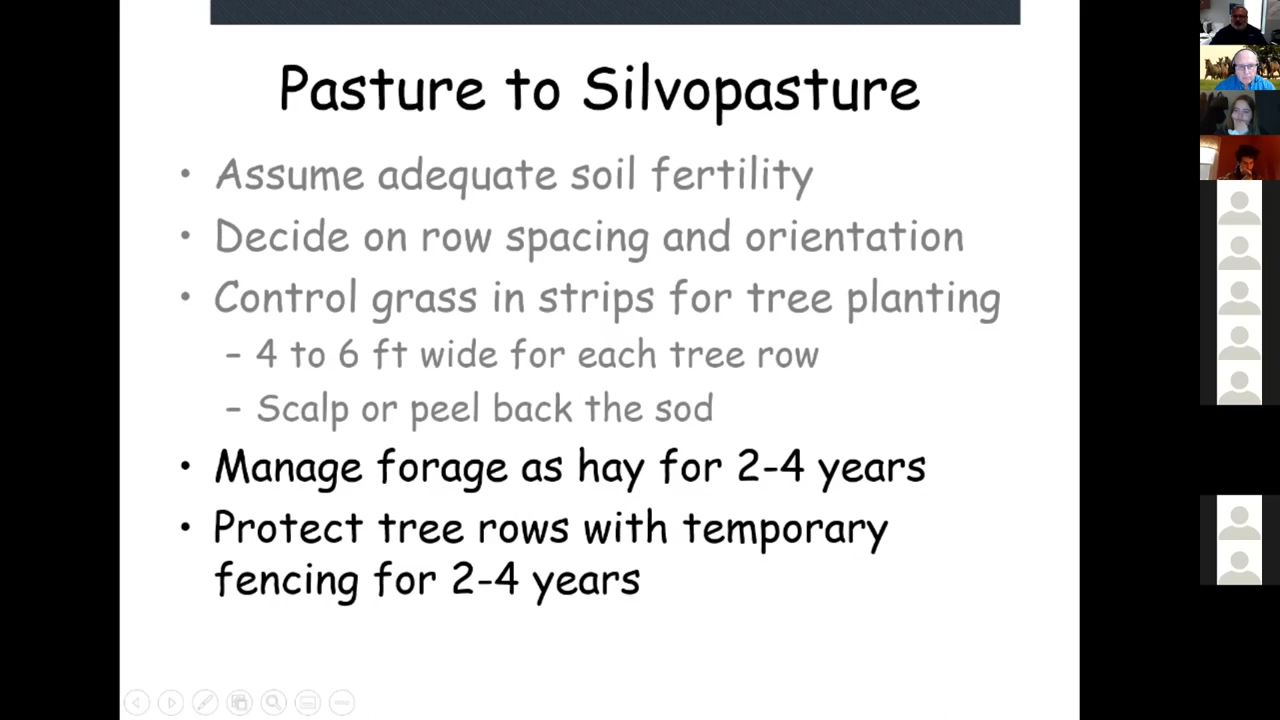 Pasture to Silvopasture
• Assume adequate soil fertility
• Decide on row spacing and orientation
• Control grass in strips for tree planting
– 4 to 6 ft wide for each tree row
– Scalp or peel back the sod
• Manage forage as hay for 2-4 years
• Protect tree rows with temporary
fencing for 2-4 years